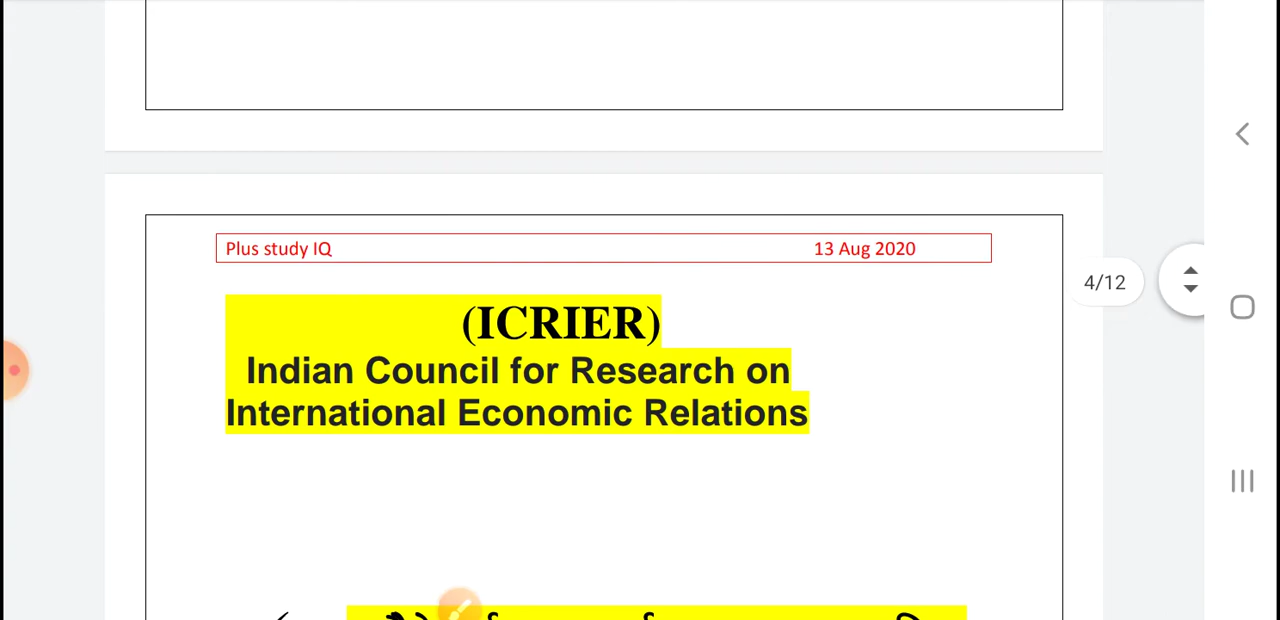 Plus study IQ 13 Aug 2020
(ICRIER)
4/12
Indian Council for Research on
International Economic Relations